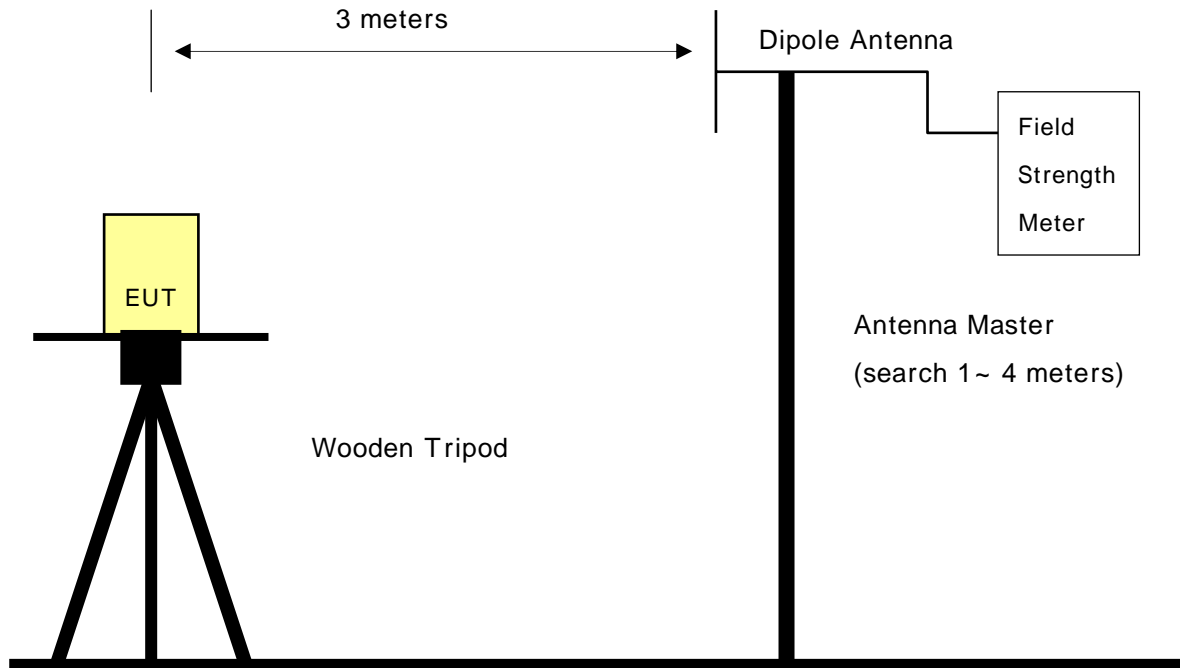 3 meters
Dipole Antenna
Field
Strength
Meter
EUT
Antenna Master
(search 1~ 4 meters)
Wooden Tripod